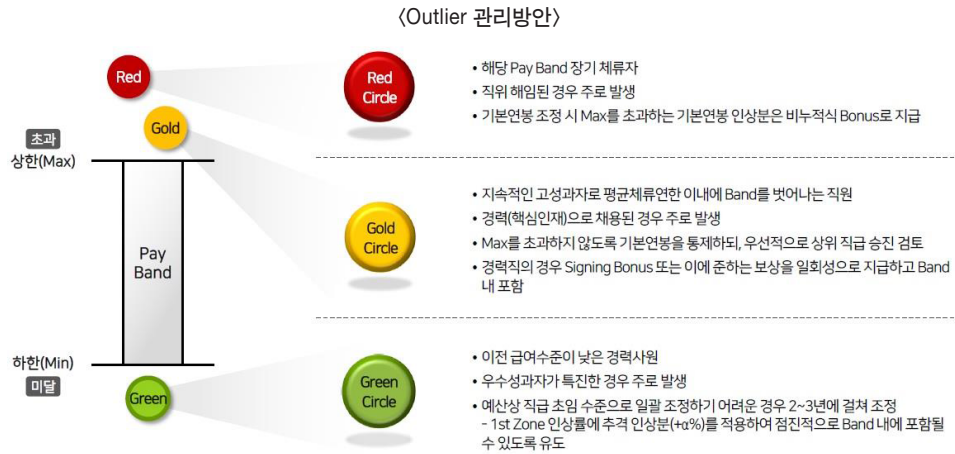 〈Outlier 관리방안〉
Red
Gold
초과
상한(Max)
Pay
Band
하한(Min)
미달
Green
Red
Circle
• 해당 Pay Band 장기 체류자
• 직위 해임된 경우 주로 발생
• 기본연봉 조정 시 Max를 초과하는 기본연봉 인상분은 비누적식 Bonus로 지급
Gold
Circle
• 지속적인 고성과자로 평균체류연한 이내에 Band를 벗어나는 직원
• 경력(핵심인재)으로 채용된 경우 주로 발생
• Max를 초과하지 않도록 기본연봉을 통제하되, 우선적으로 상위 직급 승진 검토
• 경력직의 경우 Signing Bonus 또는 이에 준하는 보상을 일회성으로 지급하고 Band
내 포함
Green
Circle
• 이전 급여수준이 낮은 경력사원
• 우수성과자가 특진한 경우 주로 발생
• 예산상 직급 초임 수준으로 일괄 조정하기 어려운 경우 2~3년에 걸쳐 조정
- 1st Zone 인상률에 추격 인상분(+α%)를 적용하여 점진적으로 Band 내에 포함될
수 있도록 유도